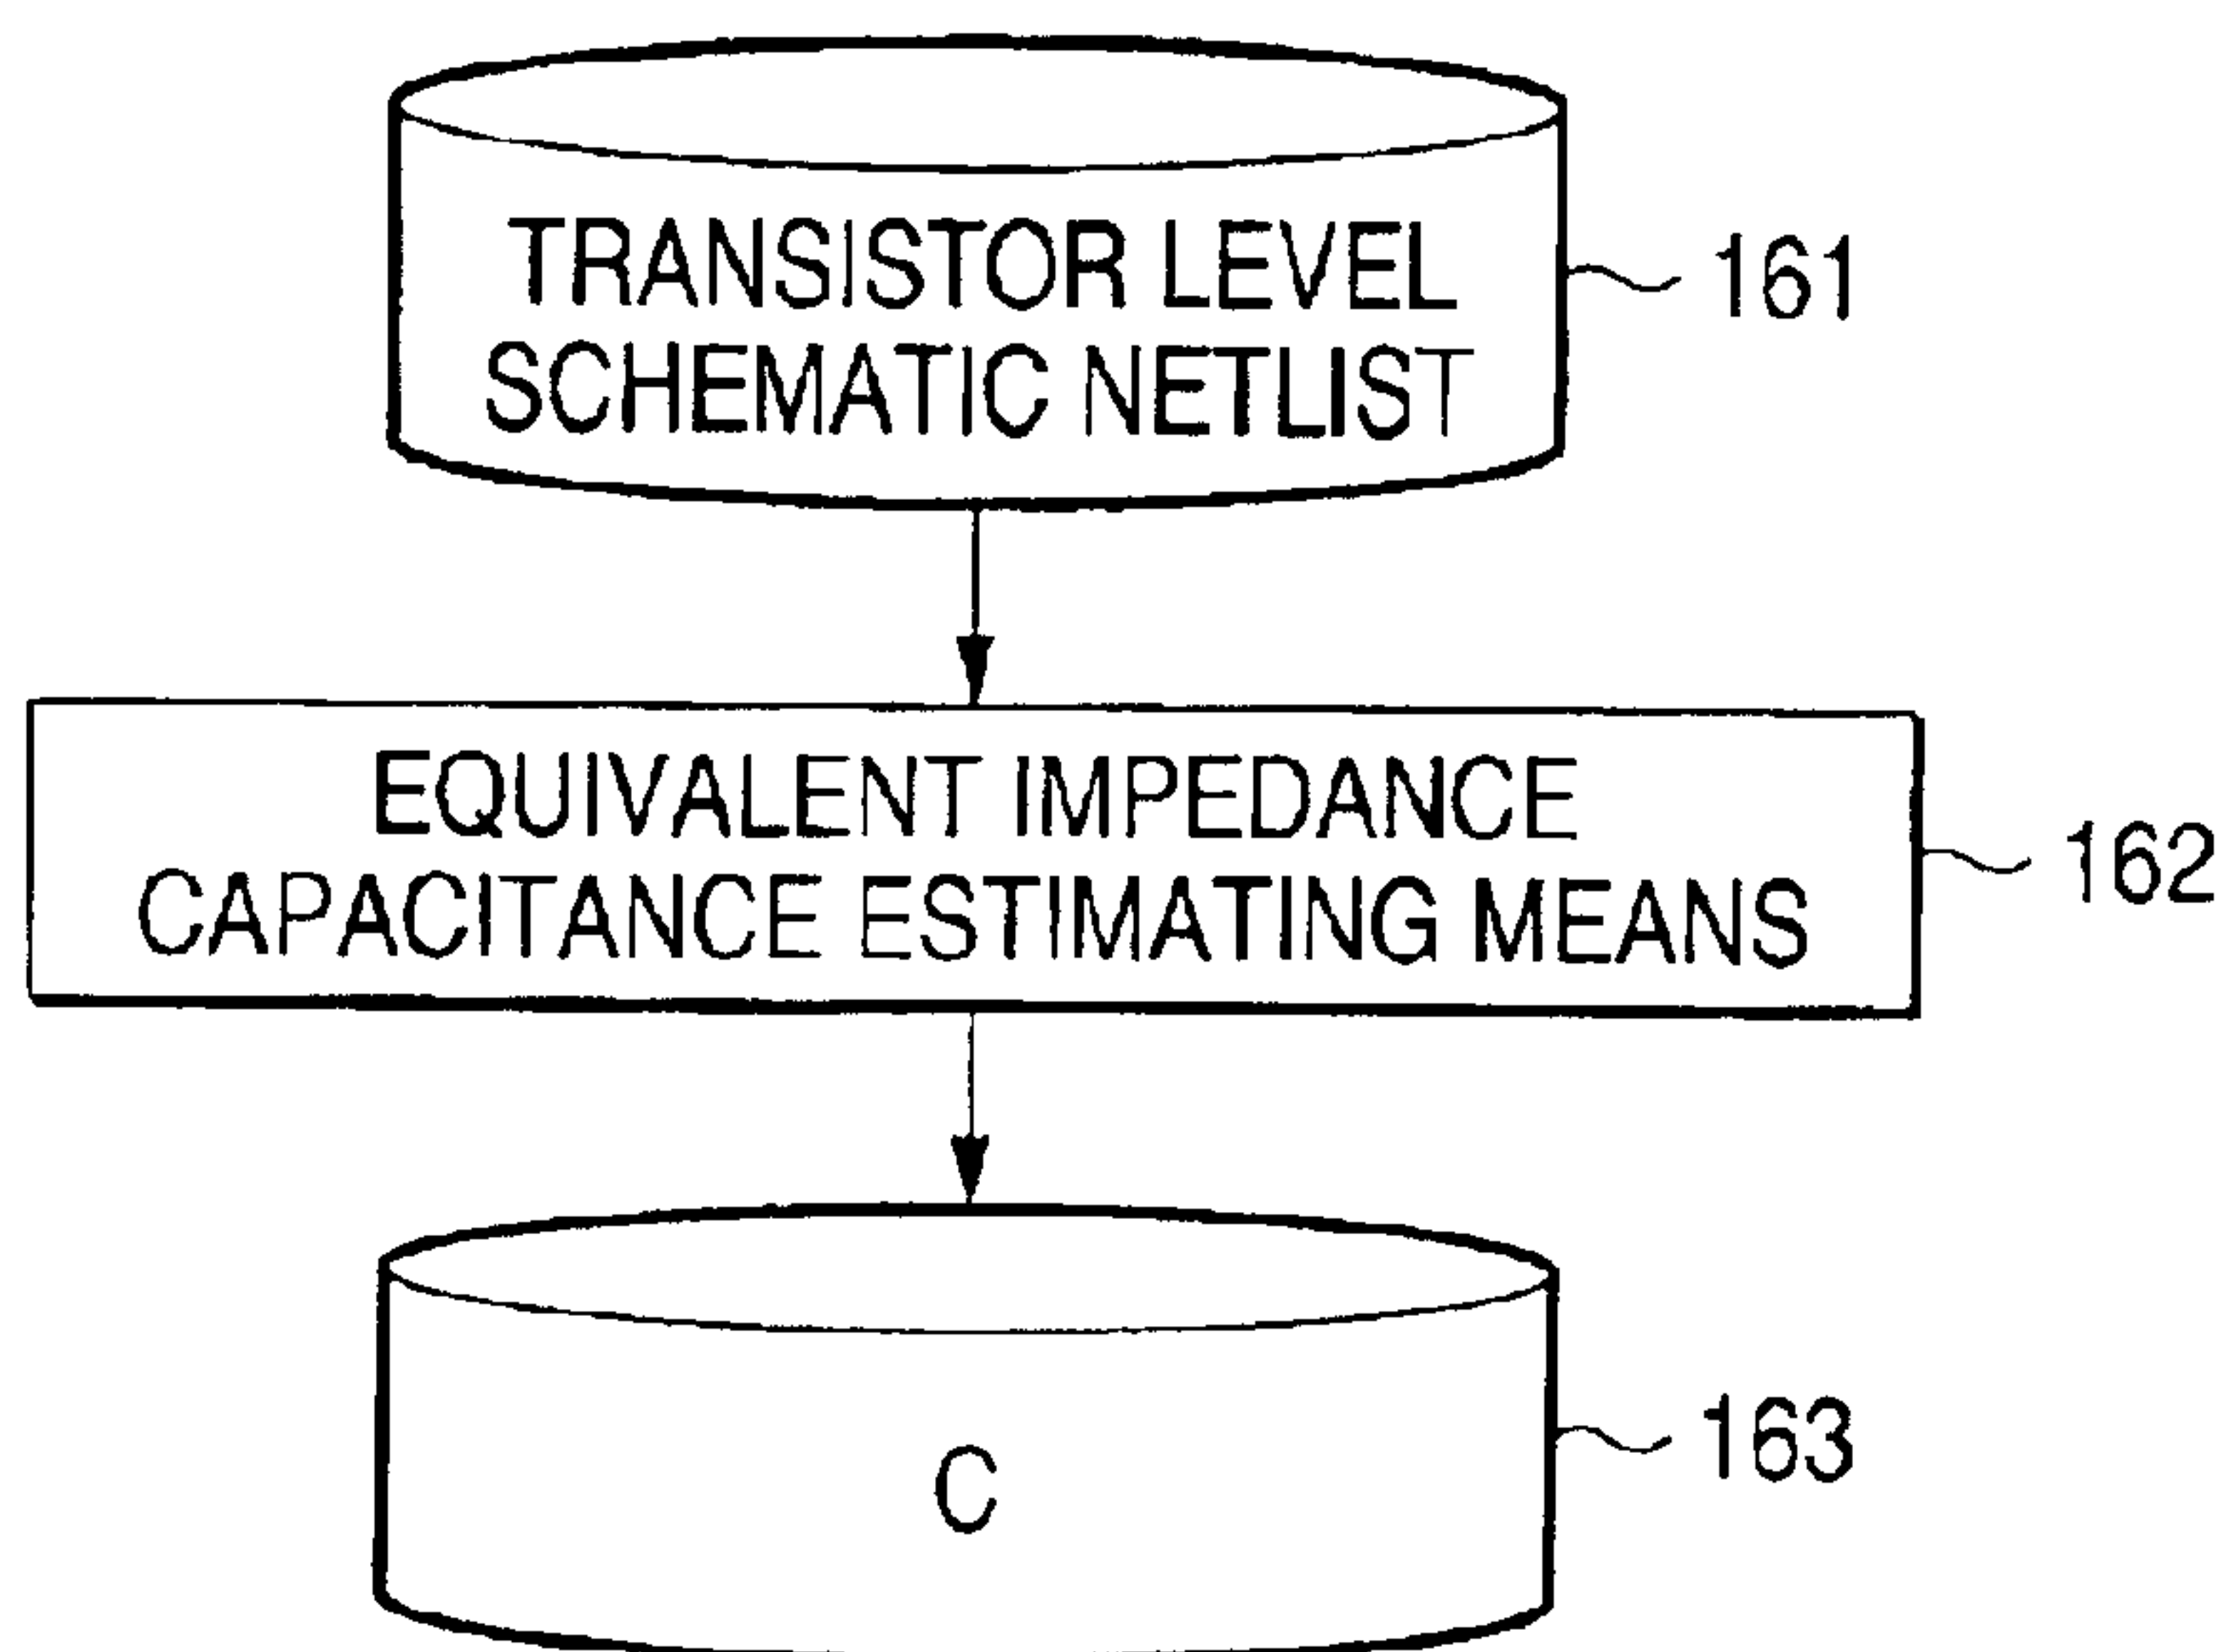 TRANSISTOR LEVEL
SCHEMATIC NETLIST
161
EQUIVALENT IMPEDANCE
CAPACITANCE ESTIMATING MEANS
162
C
163